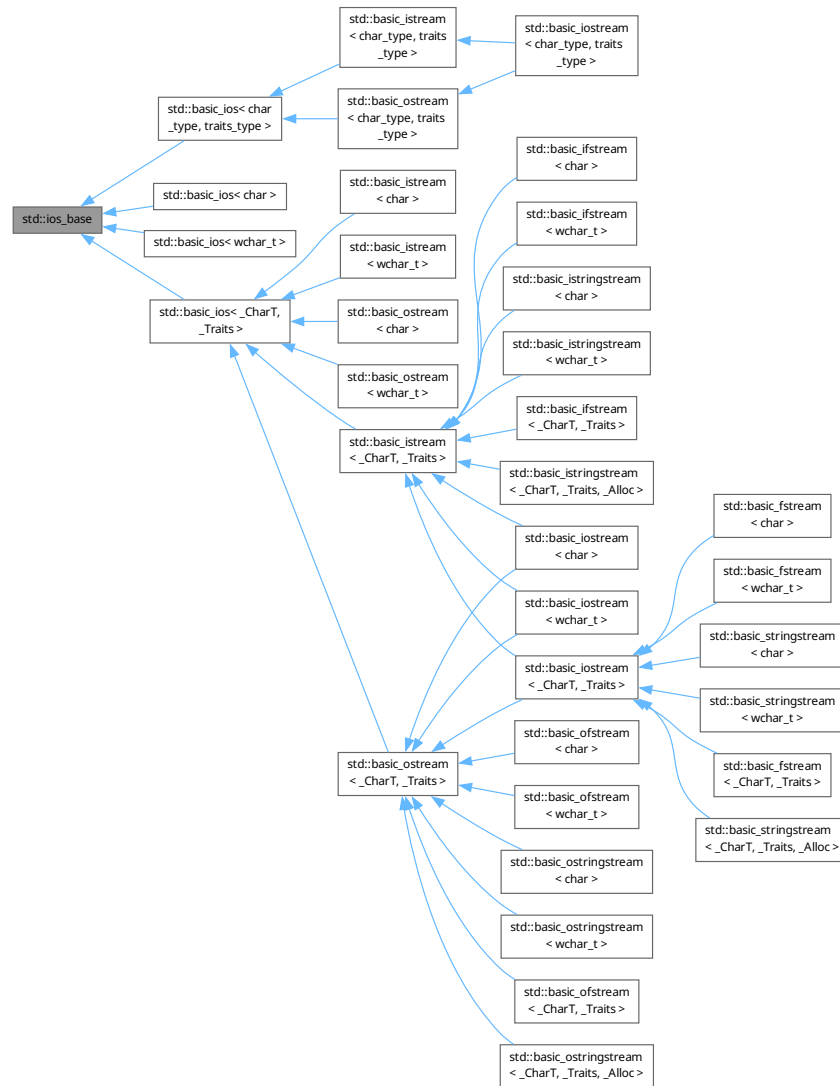 std::basic_istream
< char_type, traits
_type >
std::basic_iostream
< char_type, traits
_type >
std::basic_ios< char
_type, traits_type >
std::basic_ostream
< char_type, traits
_type >
std::basic_ifstream
< char >
std::basic_istream
< char >
std::basic_ios< char >
std::ios_base
std::basic_ifstream
< wchar_t >
std::basic_ios< wchar_t >
std::basic_istream
< wchar_t >
std::basic_istringstream
< char >
std::basic_ios< _CharT,
_Traits >
std::basic_ostream
< char >
std::basic_istringstream
< wchar_t >
std::basic_ostream
< wchar_t >
std::basic_ifstream
< _CharT, _Traits >
std::basic_istream
< _CharT, _Traits >
std::basic_istringstream
< _CharT, _Traits, _Alloc >
std::basic_fstream
< char >
std::basic_iostream
< char >
std::basic_fstream
< wchar_t >
std::basic_iostream
< wchar_t >
std::basic_stringstream
< char >
std::basic_iostream
< _CharT, _Traits >
std::basic_stringstream
< wchar_t >
std::basic_ofstream
< char >
std::basic_ostream
< _CharT, _Traits >
std::basic_fstream
< _CharT, _Traits >
std::basic_ofstream
< wchar_t >
std::basic_stringstream
< _CharT, _Traits, _Alloc >
std::basic_ostringstream
< char >
std::basic_ostringstream
< wchar_t >
std::basic_ofstream
< _CharT, _Traits >
std::basic_ostringstream
< _CharT, _Traits, _Alloc >